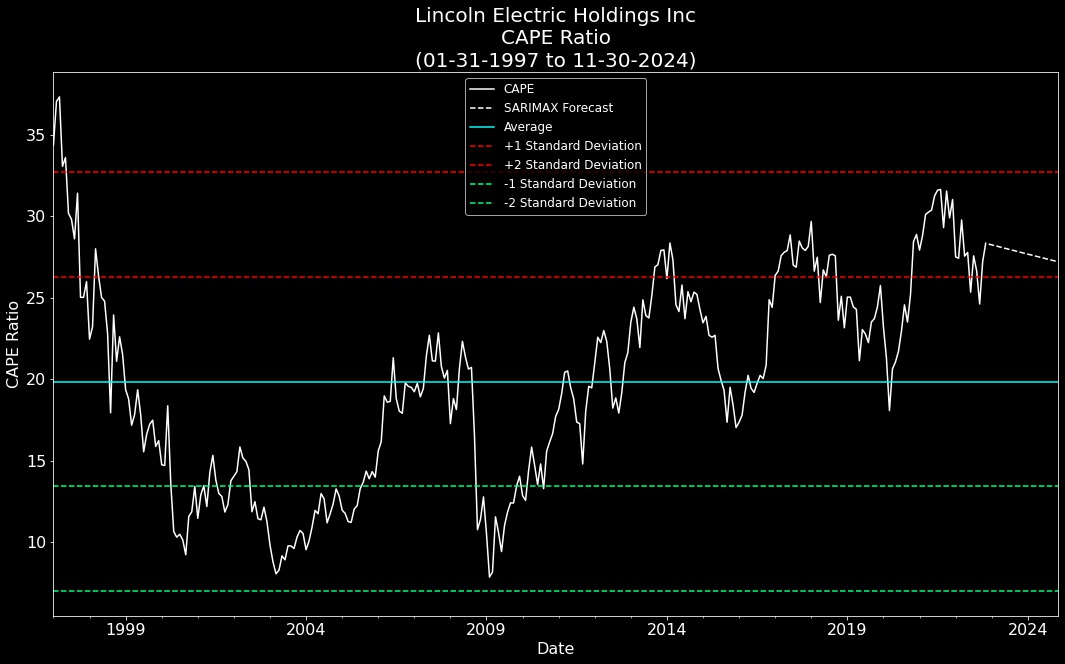 Lincoln Electric Holdings Inc
CAPE Ratio
(01-31-1997 to 11-30-2024)
CAPE
SARIMAX Forecast
Average
+1 Standard Deviation
+2 Standard Deviation
-1 Standard Deviation
-2 Standard Deviation
CAPE Ratio
35
30
25
20
15
10
1999 2004 2009 2014 2019 2024
Date